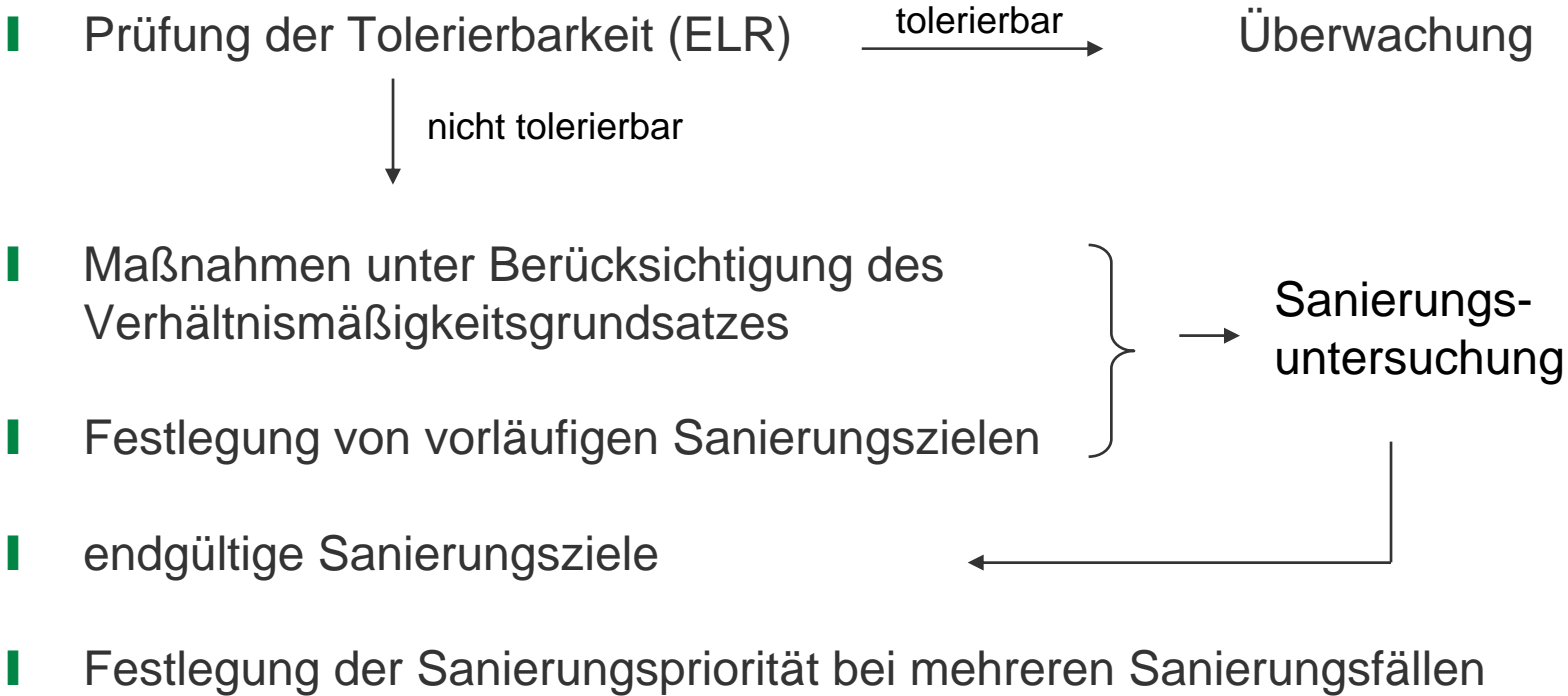 Prüfung der Tolerierbarkeit (ELR)
tolerierbar
Überwachung
nicht tolerierbar
Maßnahmen unter Berücksichtigung des
Verhältnismäßigkeitsgrundsatzes
Festlegung von vorläufigen Sanierungszielen
Sanierungs-
untersuchung
endgültige Sanierungsziele
Festlegung der Sanierungspriorität bei mehreren Sanierungsfällen